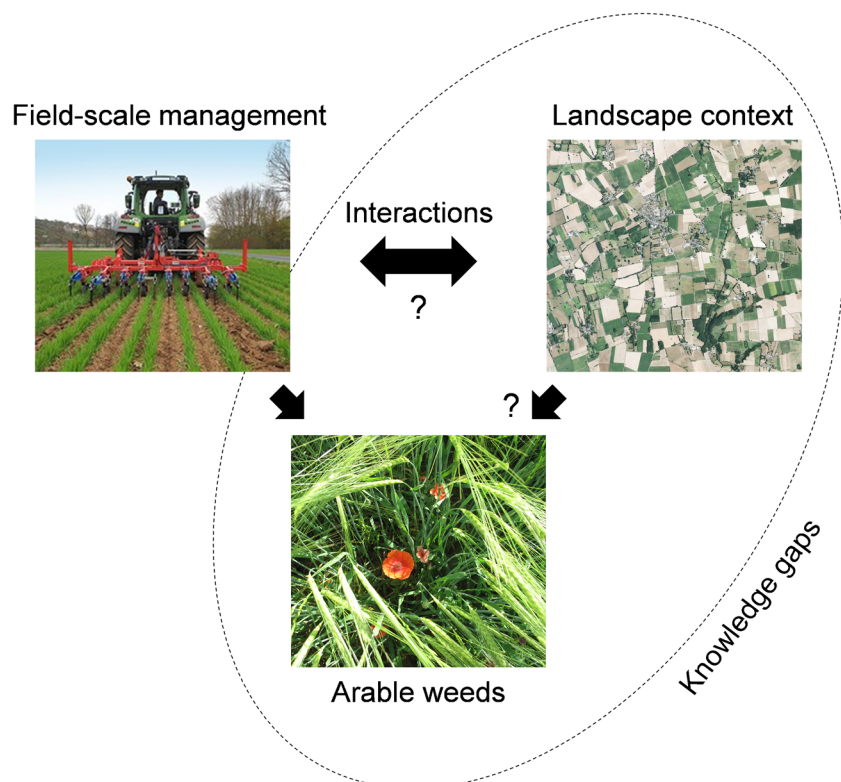 Field-scale management
Landscape context
Interactions
?
?
Arable weeds
Knowledge gaps